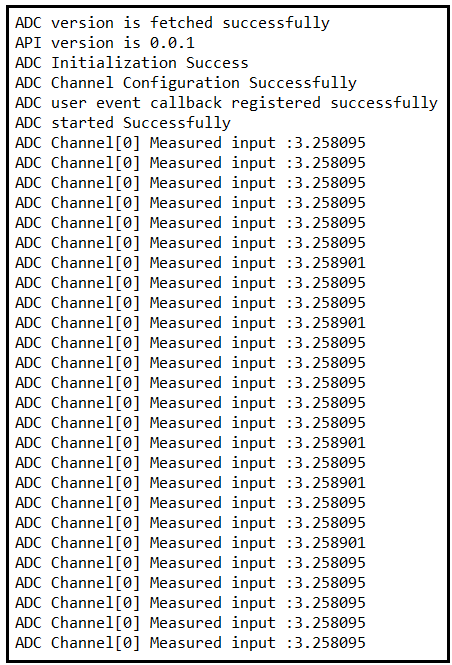 ADC version is fetched successfully
API version is 0.0.1
ADC Initialization Success
ADC Channel Configuration Successfully
ADC user event callback registered successfully
ADC started Successfully
ADC Channel[0] Measured input :3.258095
ADC Channel[0] Measured input :3.258095
ADC Channel[0] Measured input :3.258095
ADC Channel[0] Measured input :3.258095
ADC Channel[0] Measured input :3.258095
ADC Channel[0] Measured input :3.258095
ADC Channel[0] Measured input :3.258901
ADC Channel[0] Measured input :3.258095
ADC Channel[0] Measured input :3.258095
ADC Channel[0] Measured input :3.258901
ADC Channel[0] Measured input :3.258095
ADC Channel[0] Measured input :3.258095
ADC Channel[0] Measured input :3.258095
ADC Channel[0] Measured input :3.258095
ADC Channel[0] Measured input :3.258095
ADC Channel[0] Measured input :3.258901
ADC Channel[0] Measured input :3.258095
ADC Channel[0] Measured input :3.258901
ADC Channel[0] Measured input :3.258095
ADC Channel[0] Measured input :3.258095
ADC Channel[0] Measured input :3.258901
ADC Channel[0] Measured input :3.258095
ADC Channel[0] Measured input :3.258095
ADC Channel[0] Measured input :3.258095
ADC Channel[0] Measured input :3.258095
ADC Channel[0] Measured input :3.258095